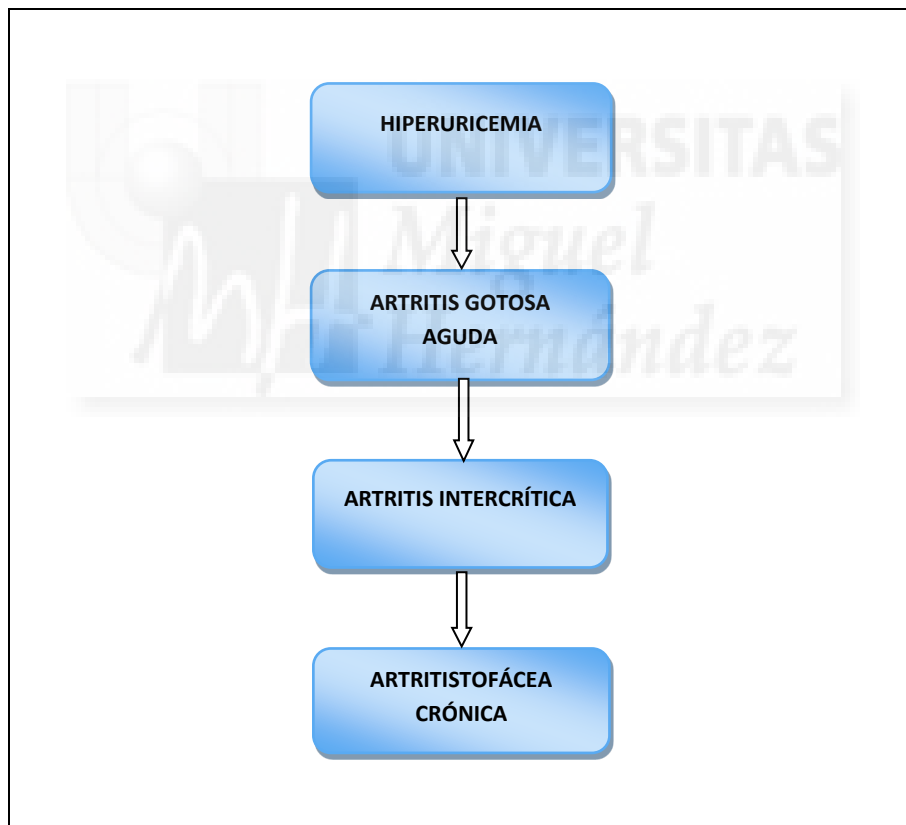 HIPERURICEMIA
UNIVERSITAS
Miguel
Hernández
ARTRITIS GOTOSA
AGUDA
ARTRITIS INTERCRÍTICA
ARTRITISTOFÁCEA
CRÓNICA